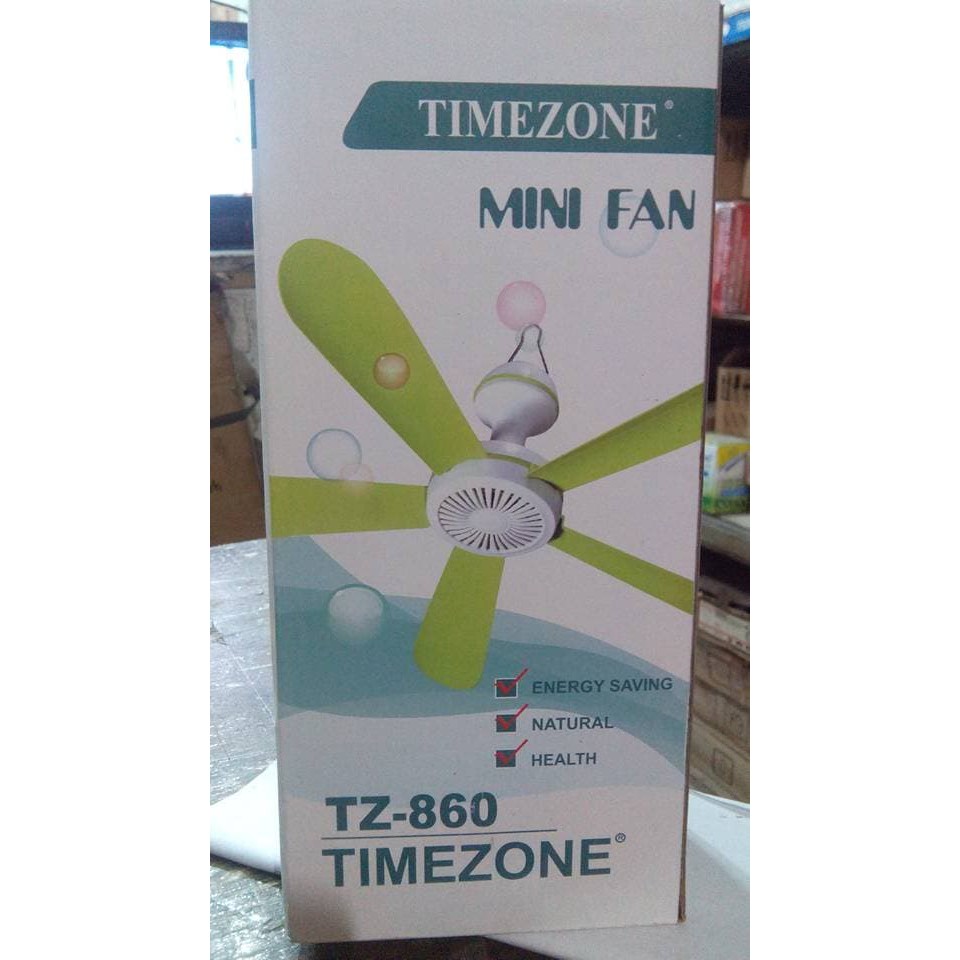 TIMEZONE®
MINI FAN
ENERGY SAVING
NATURAL
HEALTH
TZ-860
TIMEZONE®